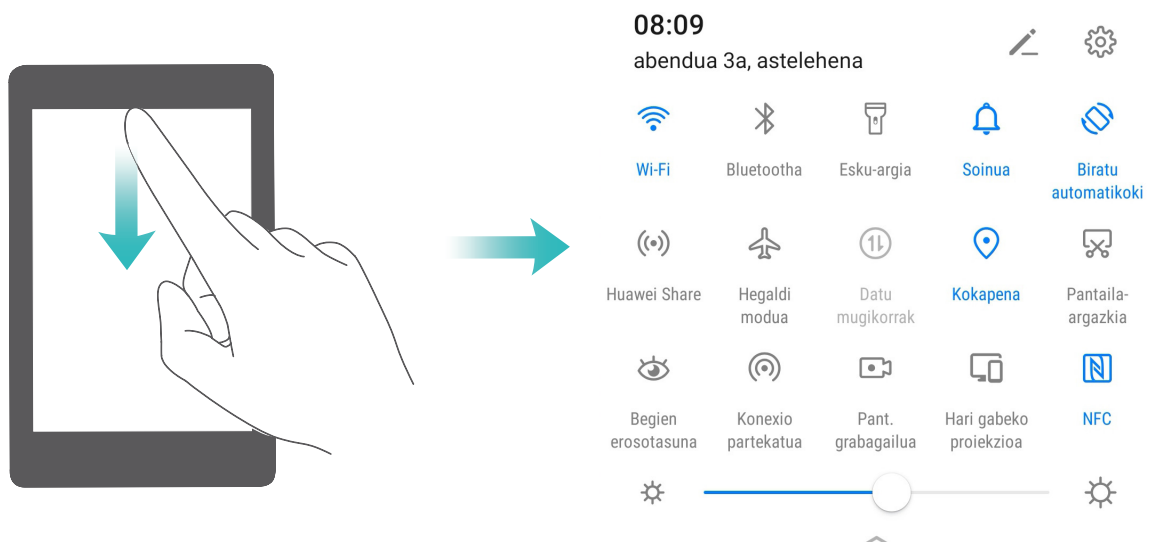 08:09
abendua 3a, astelehena
Wi-Fi
Bluetootha
Esku-argia
Soinua
Biratu
automatikoki
Huawei Share
Hegaldi
modua
Datu
mugikorrak
Kokapena
Pantaila-
argazkia
Begien
erosotasuna
Konexio
partekatua
Pant.
grabagailua
Hari gabeko
proiekzioa
NFC